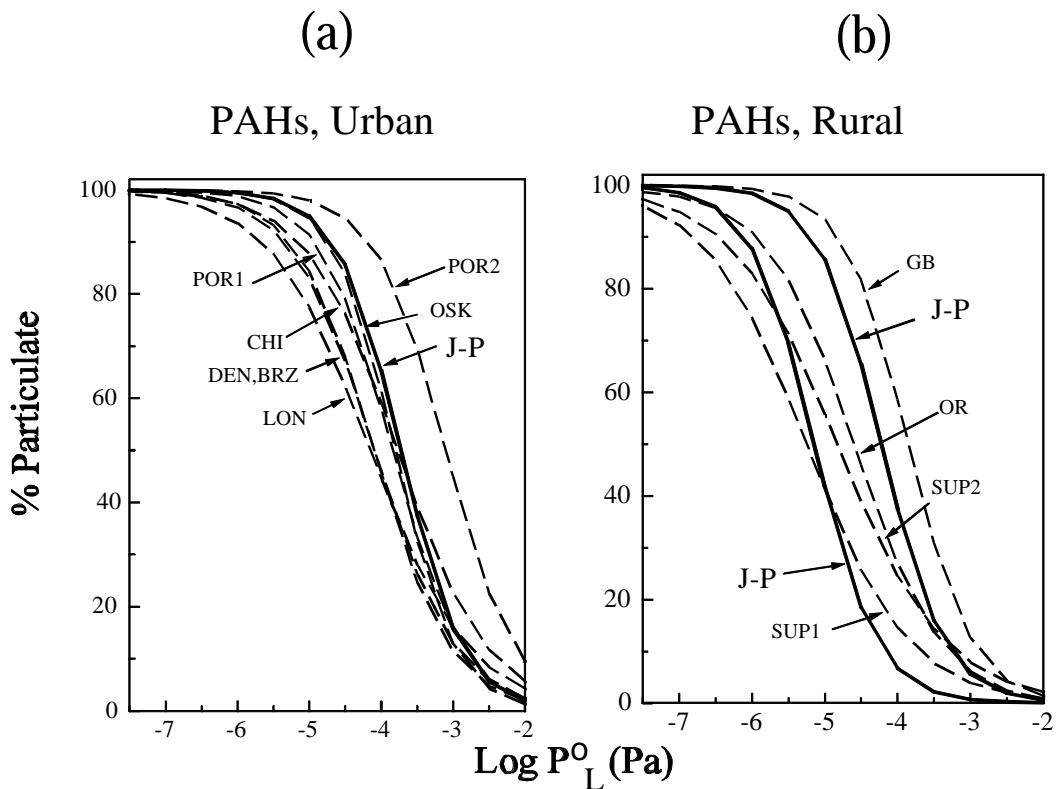 (a)
(b)
PAHs, Urban
PAHs, Rural
% Particulate
100
80
60
40
20
0
POR1
CHI
DEN,BRZ
LON
POR2
OSK
J-P
-7
-6
-5
-4
-3
-2
100
80
60
40
20
0
GB
J-P
OR
SUP2
J-P
SUP1
-7
-6
-5
-4
-3
-2
Log P°L (Pa)